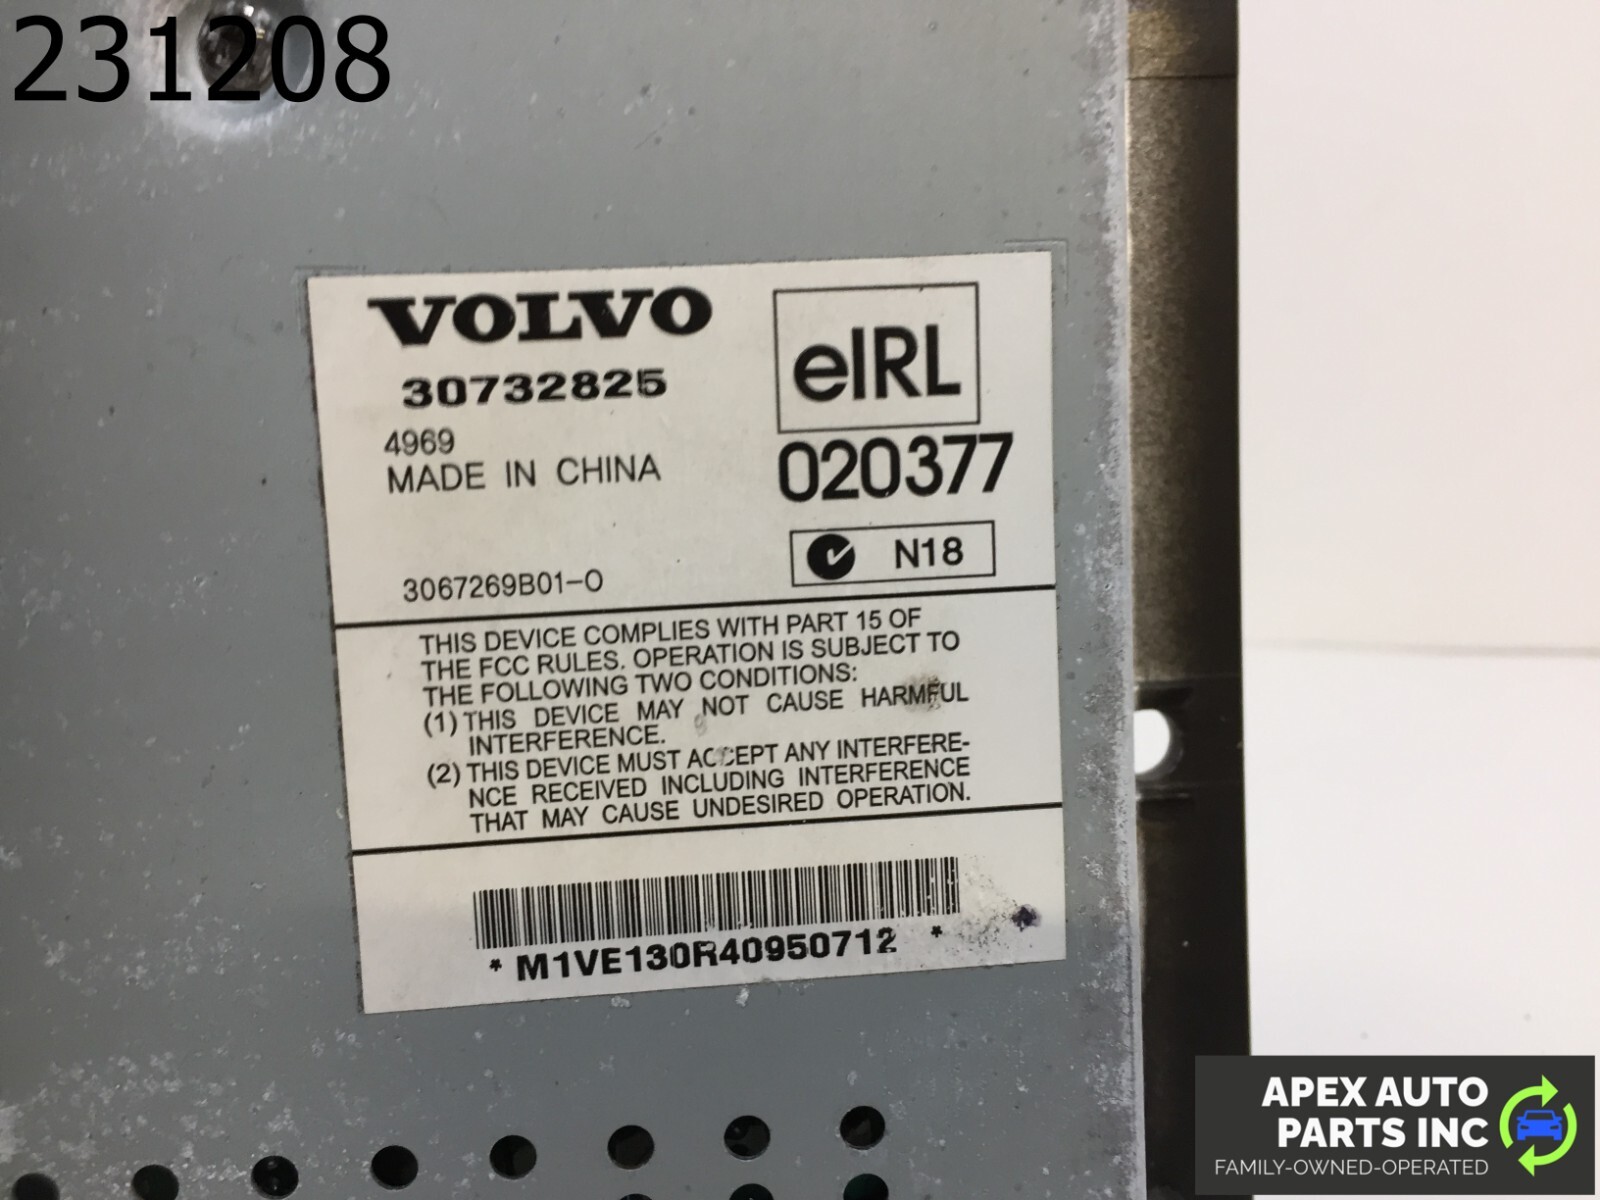 231208
VOLVO
30732825
4969
MADE IN CHINA
3067269B01-O
eIRL
020377
N18
THIS DEVICE COMPLIES WITH PART 15 OF
THE FCC RULES. OPERATION IS SUBJECT TO
THE FOLLOWING TWO CONDITIONS:
(1) THIS DEVICE MAY NOT CAUSE HARMFUL
INTERFERENCE.
(2) THIS DEVICE MUST ACCEPT ANY INTERFERE-
NCE RECEIVED INCLUDING INTERFERENCE
THAT MAY CAUSE UNDESIRED OPERATION.
* M1VE130R40950712 *
APEX AUTO
PARTS INC
FAMILY-OWNED-OPERATED